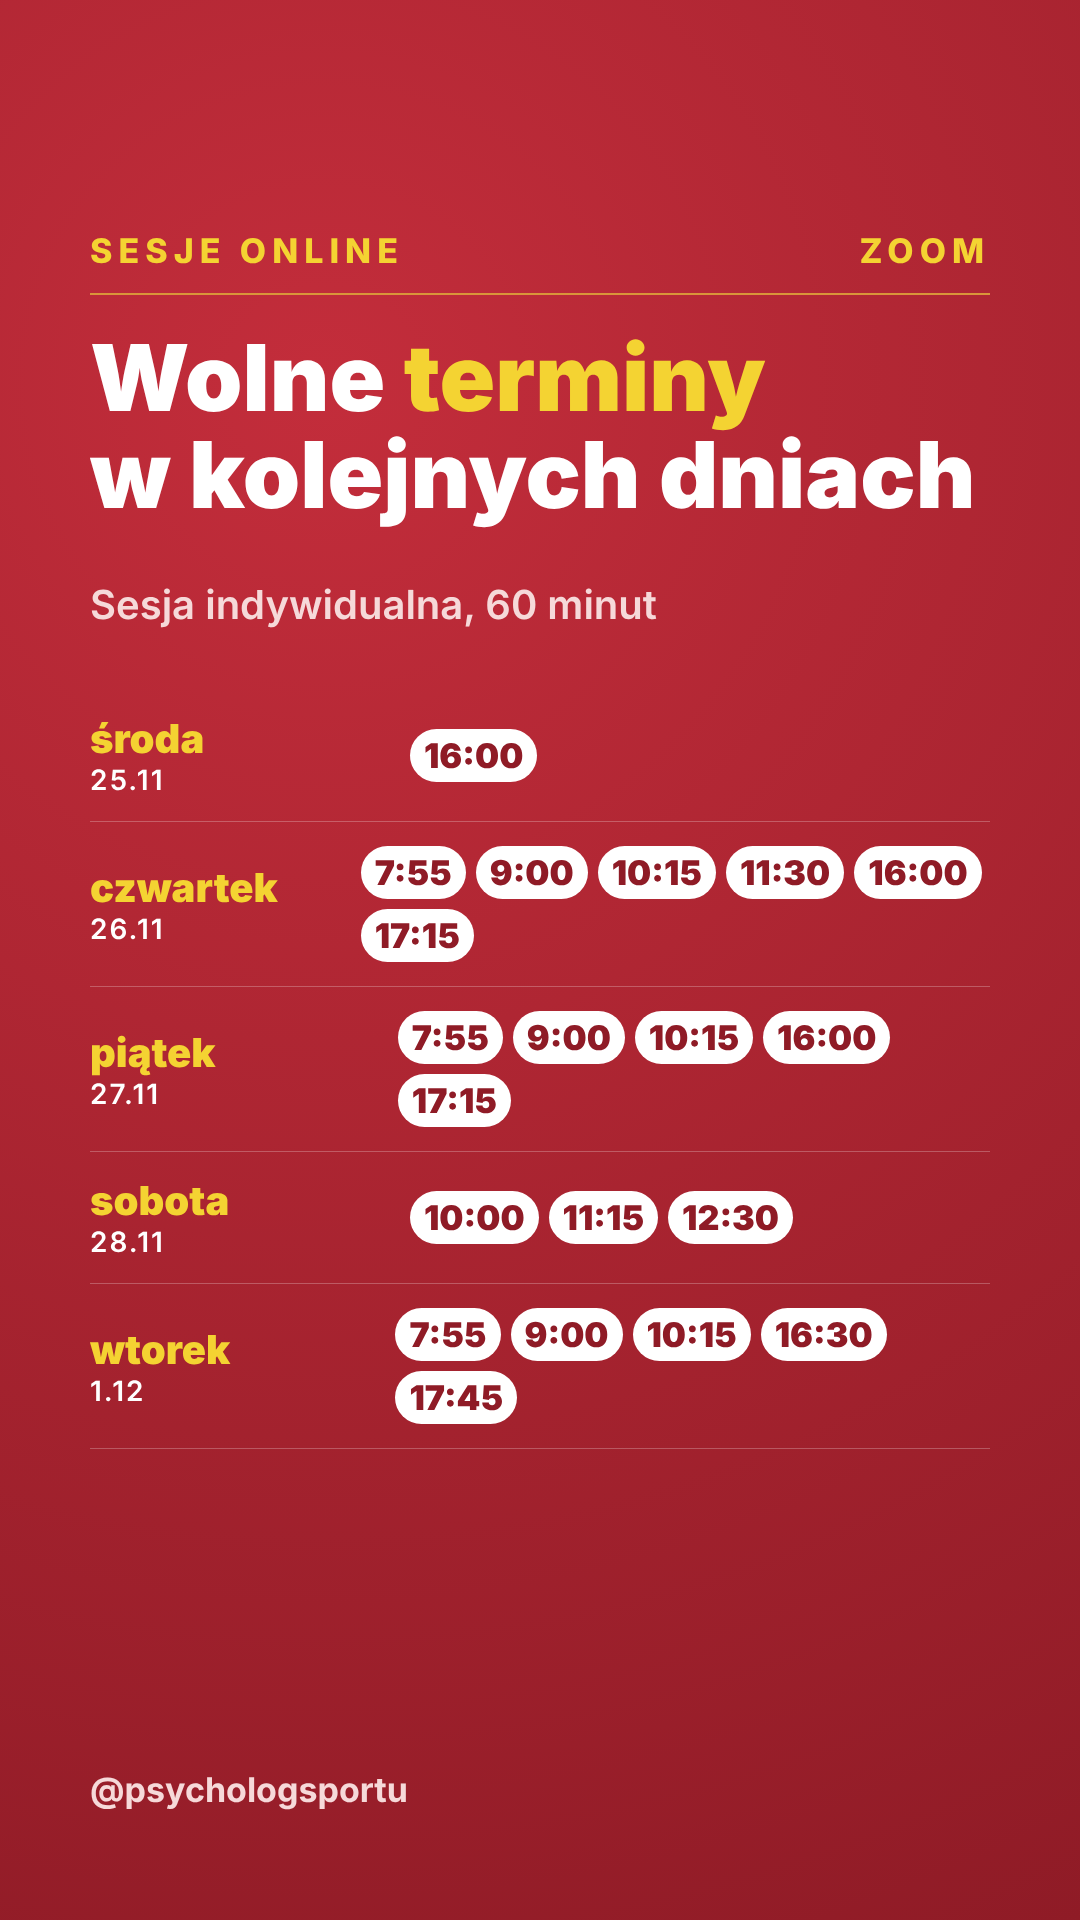 SESJE ONLINE ZOOM
Wolne terminy
w kolejnych dniach
Sesja indywidualna, 60 minut
środa
25.11
16:00
czwartek
26.11
7:55 9:00 10:15 11:30 16:00
17:15
piątek
27.11
7:55 9:00 10:15 16:00
17:15
sobota
28.11
10:00 11:15 12:30
wtorek
1.12
7:55 9:00 10:15 16:30
17:45
@psychologsportu